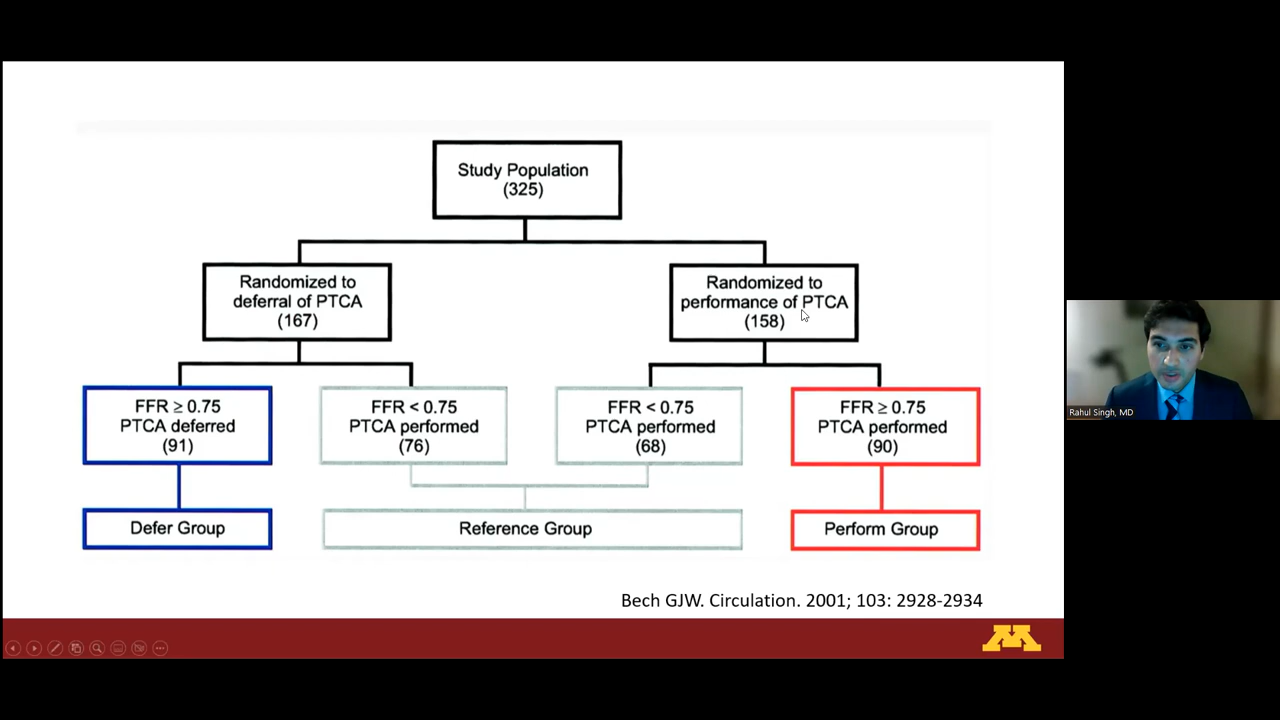 Study Population
(325)
Randomized to
deferral of PTCA
(167)
Randomized to
performance of PTCA
(158)
FFR ≥ 0.75
PTCA deferred
(91)
FFR < 0.75
PTCA performed
(76)
FFR < 0.75
PTCA performed
(68)
FFR ≥ 0.75
PTCA performed
(90)
Defer Group
Reference Group
Perform Group
Bech GJW. Circulation. 2001; 103: 2928-2934
M
Rahul Singh, MD